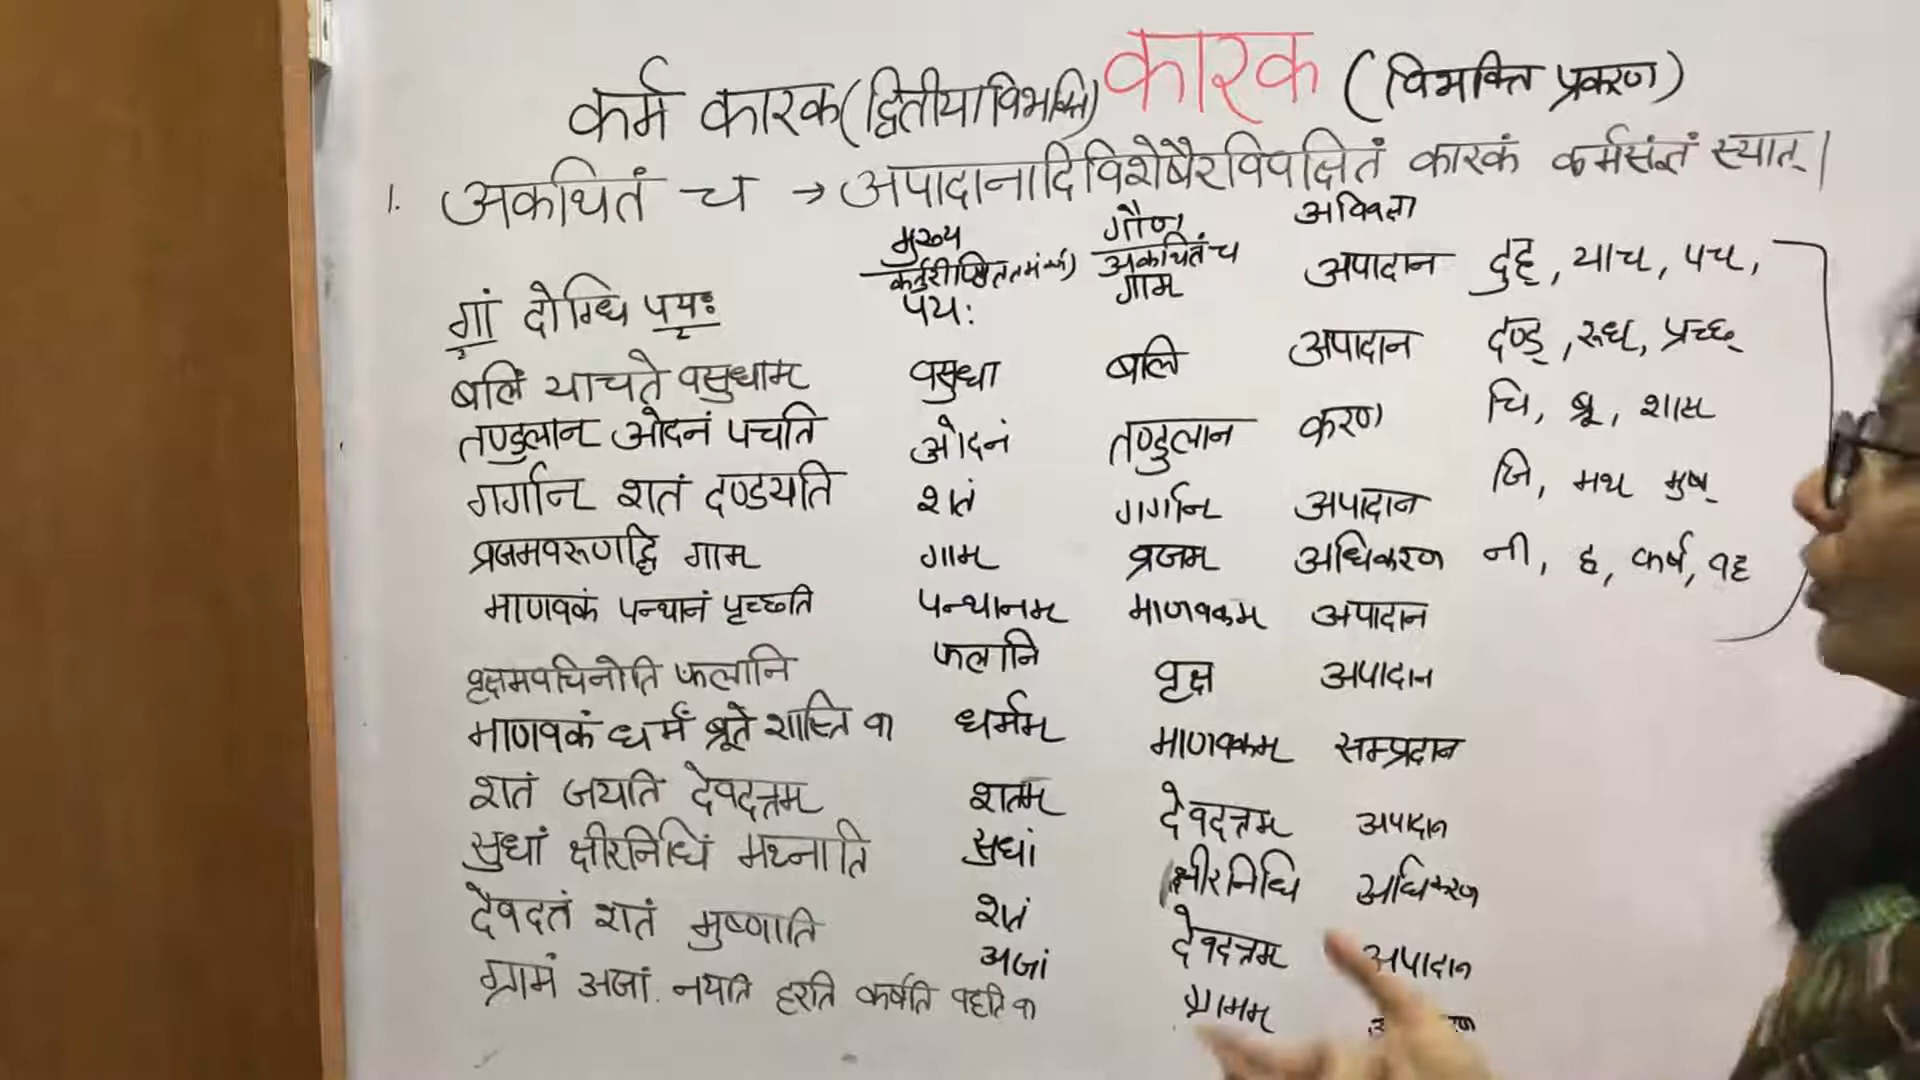 कारक (विभक्ति प्रकरण)
कर्म कारक (द्वितीया विभक्ति)
1. अकथितं च → अपादानादिविशेषैरविवक्षितं कारकं कर्मसंज्ञं स्यात्।
मुख्य गौण अविवक्षा
कर्तुरीप्सिततमं कर्म) अकथितं च
गां दोग्धि पयः पयः गाम अपादान दुह्, याच, पच,
बलिं याचते वसुधाम् वसुधा बलि अपादान दण्ड्, रूध, प्रच्छ्
तण्डुलान् ओदनं पचति ओदनं तण्डुलान करण चि, ब्रू, शास
गर्गान् शतं दण्डयति शतं गर्गान् अपादान जि, मथ मुष्
व्रजमवरूणद्धि गाम गाम व्रजम अधिकरण नी, हृ, कर्ष, वह
माणवकं पन्थानं पृच्छति पन्थानम् माणवकम् अपादान
वृक्षमवचिनोति फलानि फलानि वृक्ष अपादान
माणवकं धर्मं ब्रूते शास्ति वा धर्मम् माणवकम् सम्प्रदान
शतं जयति देवदत्तम् शतम् देवदत्तम् अपादान
सुधां क्षीरनिधिं मथ्नाति सुधां क्षीरनिधि अधिकरण
देवदतं शतं मुष्णाति शतं देवदत्तम् अपादान
ग्रामं अजां नयति हरति कर्षति वहति वा अजां ग्रामम्